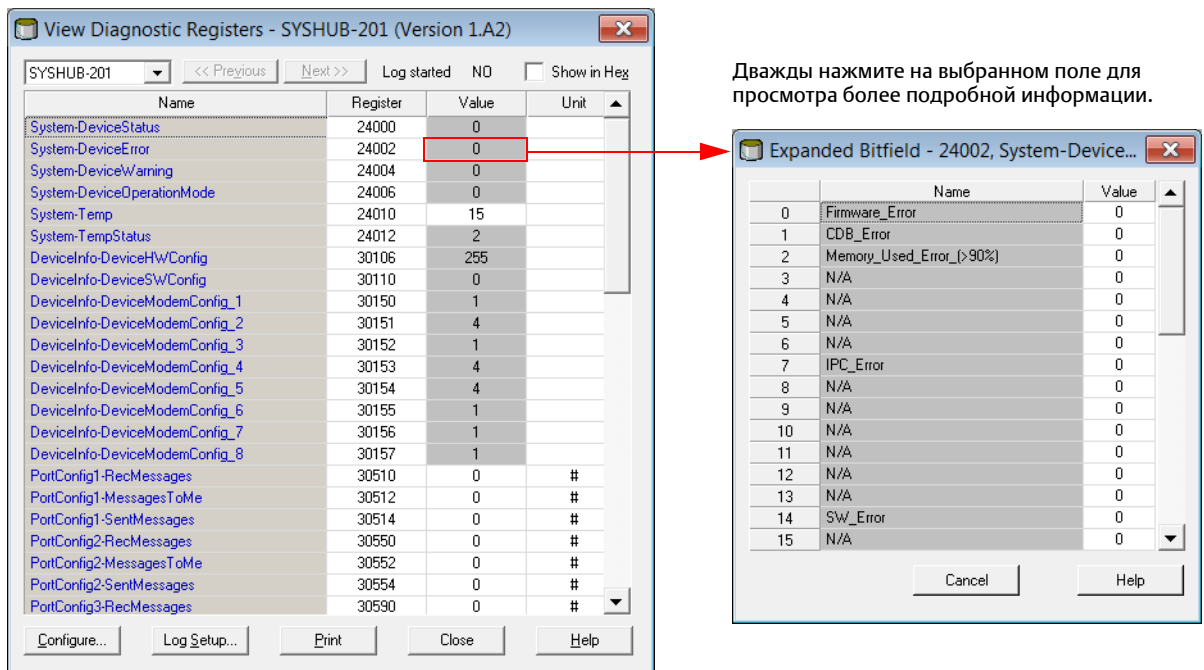 View Diagnostic Registers - SYSHUB-201 (Version 1.A2)
SYSHUB-201 << Previous Next >> Log started NO Show in Hex
Name Register Value Unit
System-DeviceStatus 24000 0
System-DeviceError 24002 0
System-DeviceWarning 24004 0
System-DeviceOperationMode 24006 0
System-Temp 24010 15
System-TempStatus 24012 2
DeviceInfo-DeviceHWConfig 30106 255
DeviceInfo-DeviceSWConfig 30110 0
DeviceInfo-DeviceModemConfig_1 30150 1
DeviceInfo-DeviceModemConfig_2 30151 4
DeviceInfo-DeviceModemConfig_3 30152 1
DeviceInfo-DeviceModemConfig_4 30153 4
DeviceInfo-DeviceModemConfig_5 30154 4
DeviceInfo-DeviceModemConfig_6 30155 1
DeviceInfo-DeviceModemConfig_7 30156 1
DeviceInfo-DeviceModemConfig_8 30157 1
PortConfig1-RecMessages 30510 0 #
PortConfig1-MessagesToMe 30512 0 #
PortConfig1-SentMessages 30514 0 #
PortConfig2-RecMessages 30550 0 #
PortConfig2-MessagesToMe 30552 0 #
PortConfig2-SentMessages 30554 0 #
PortConfig3-RecMessages 30590 0 #
Configure... Log Setup... Print Close Help
Дважды нажмите на выбранном поле для
просмотра более подробной информации.
Expanded Bitfield - 24002, System-Device...
Name Value
0 Firmware_Error 0
1 CDB_Error 0
2 Memory_Used_Error_(>90%) 0
3 N/A 0
4 N/A 0
5 N/A 0
6 N/A 0
7 IPC_Error 0
8 N/A 0
9 N/A 0
10 N/A 0
11 N/A 0
12 N/A 0
13 N/A 0
14 SW_Error 0
15 N/A 0
Cancel Help